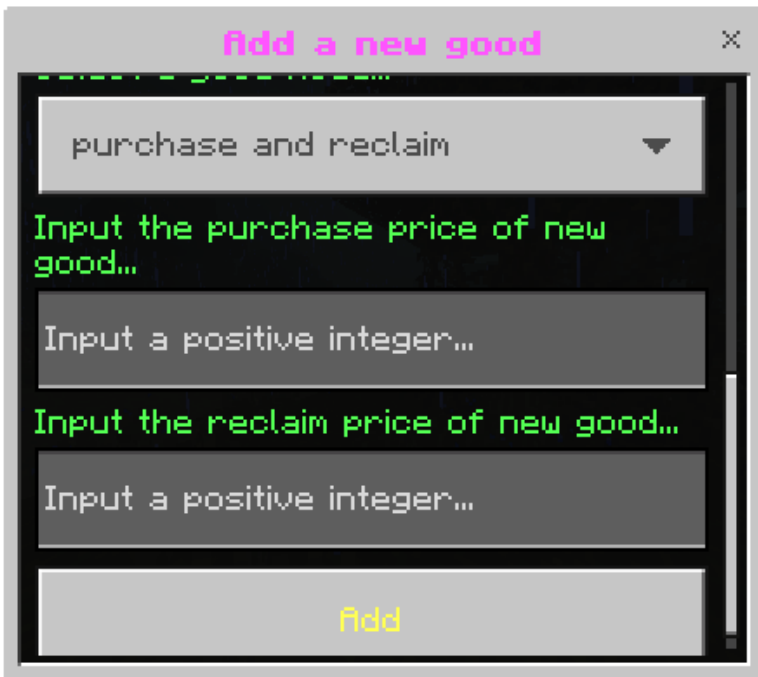 Add a new good
purchase and reclaim
Input the purchase price of new
good...
Input a positive integer...
Input the reclaim price of new good...
Input a positive integer...
Add